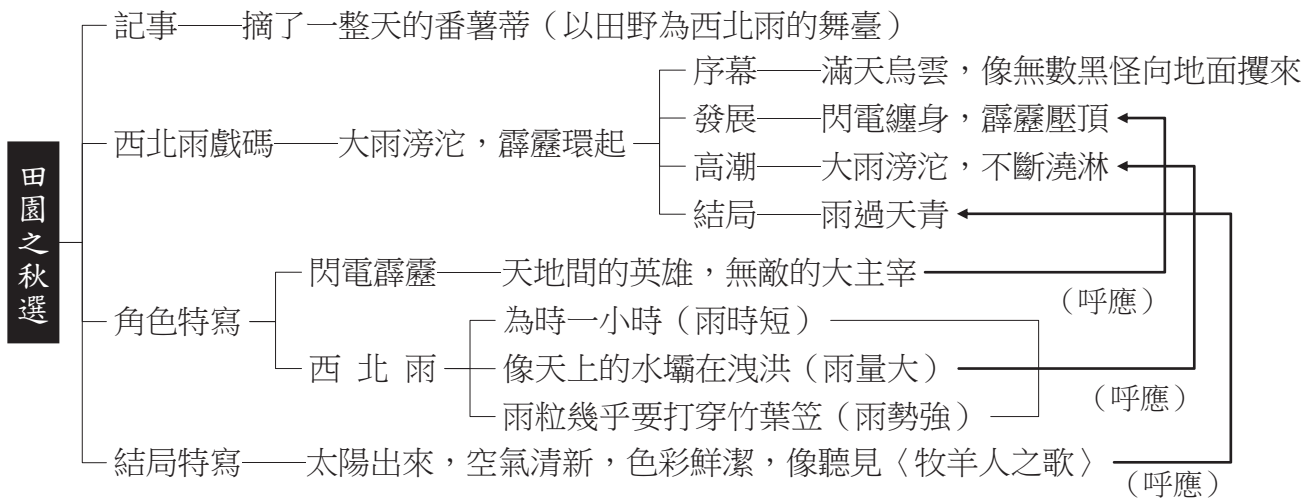 田園之秋選
記事──摘了一整天的番薯蒂（以田野為西北雨的舞臺）
西北雨戲碼──大雨滂沱，霹靂環起
序幕──滿天烏雲，像無數黑怪向地面攫來
發展──閃電纏身，霹靂壓頂
高潮──大雨滂沱，不斷澆淋
結局──雨過天青
角色特寫
閃電霹靂──天地間的英雄，無敵的大主宰
（呼應）
西北雨
為時一小時（雨時短）
像天上的水壩在洩洪（雨量大）
（呼應）
雨粒幾乎要打穿竹葉笠（雨勢強）
結局特寫──太陽出來，空氣清新，色彩鮮潔，像聽見〈牧羊人之歌〉
（呼應）